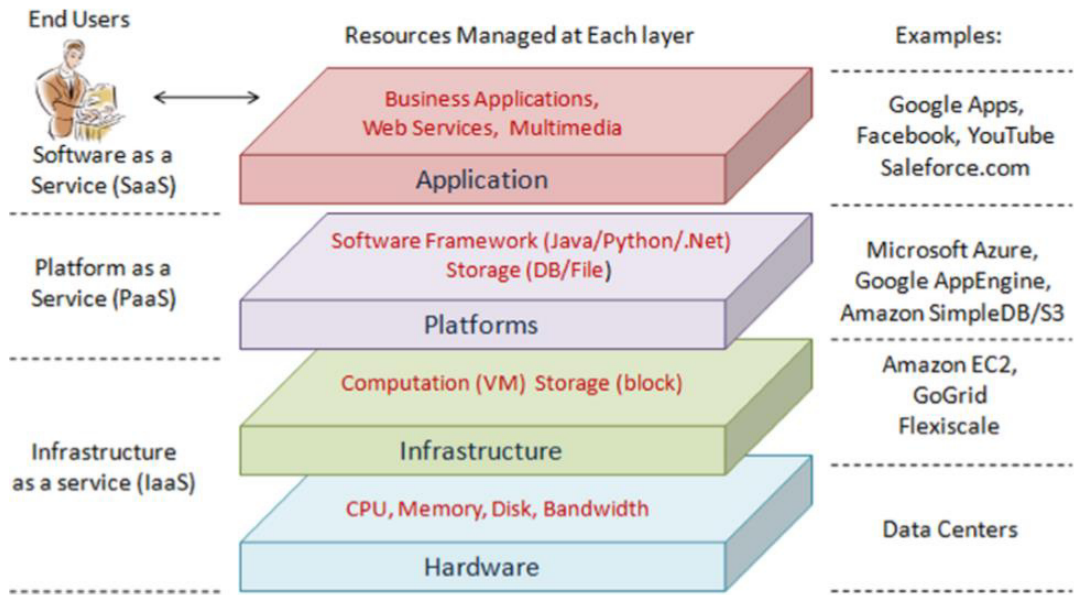 End Users
Resources Managed at Each layer
Examples:
Business Applications,
Web Services, Multimedia
Application
Software as a
Service (SaaS)
Google Apps,
Facebook, YouTube
Saleforce.com
Software Framework (Java/Python/.Net)
Storage (DB/File)
Platforms
Platform as a
Service (PaaS)
Microsoft Azure,
Google AppEngine,
Amazon SimpleDB/S3
Computation (VM) Storage (block)
Infrastructure
Amazon EC2,
GoGrid
Flexiscale
Infrastructure
as a service (IaaS)
CPU, Memory, Disk, Bandwidth
Hardware
Data Centers